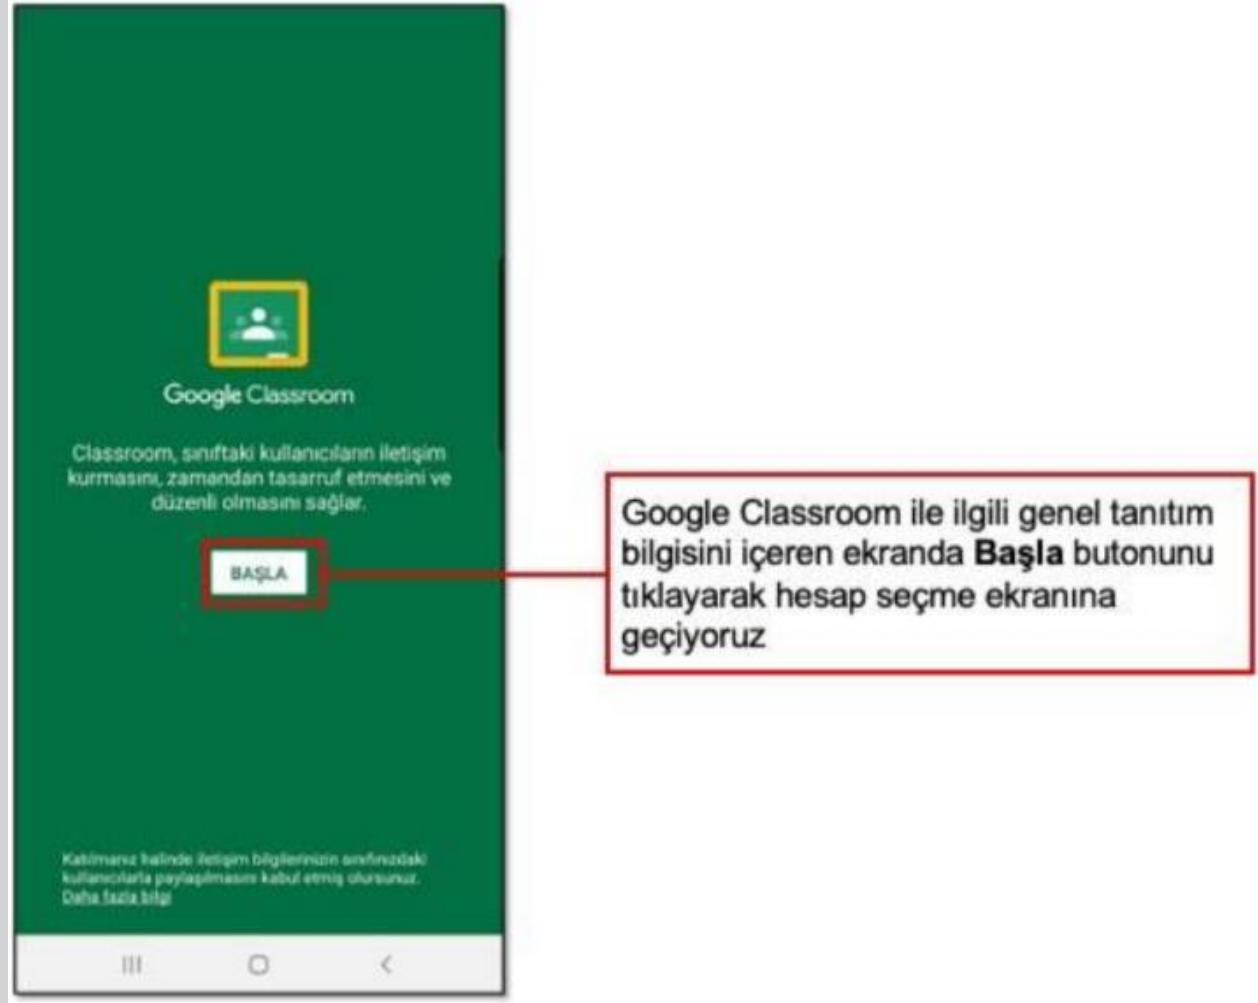 Google Classroom
Classroom, sınıftaki kullanıcıların iletişim
kurmasını, zamandan tasarruf etmesini ve
düzenli olmasını sağlar.
BAŞLA
Google Classroom ile ilgili genel tanıtım
bilgisini içeren ekranda Başla butonunu
tıklayarak hesap seçme ekranına
geçiyoruz
Katılmanız halinde iletişim bilgilerinizin sınıfınızdaki
kullanıcılarla paylaşılmasını kabul etmiş olursunuz.
Daha fazla bilgi